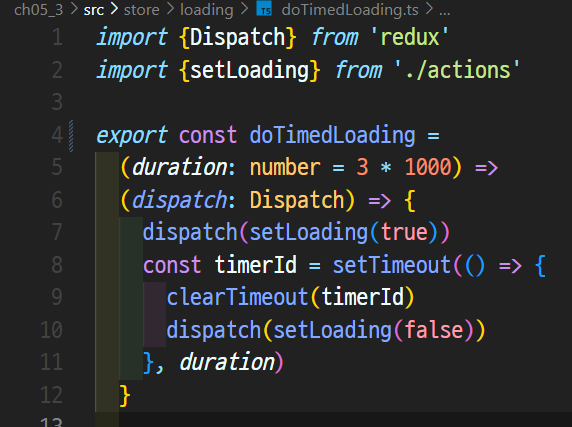 ch05_3 > src > store > loading > TS doTimedLoading.ts > ...
1 import {Dispatch} from 'redux'
2 import {setLoading} from './actions'
3
4 export const doTimedLoading =
5 (duration: number = 3 * 1000) =>
6 (dispatch: Dispatch) => {
7 dispatch(setLoading(true))
8 const timerId = setTimeout(() => {
9 clearTimeout(timerId)
10 dispatch(setLoading(false))
11 }, duration)
12 }
13